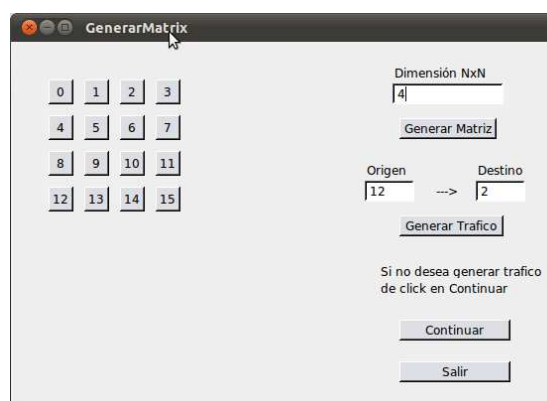 GenerarMatrix
0 1 2 3
4 5 6 7
8 9 10 11
12 13 14 15
Dimensión NxN
4
Generar Matriz
Origen Destino
12 ---> 2
Generar Trafico
Si no desea generar trafico
de click en Continuar
Continuar
Salir